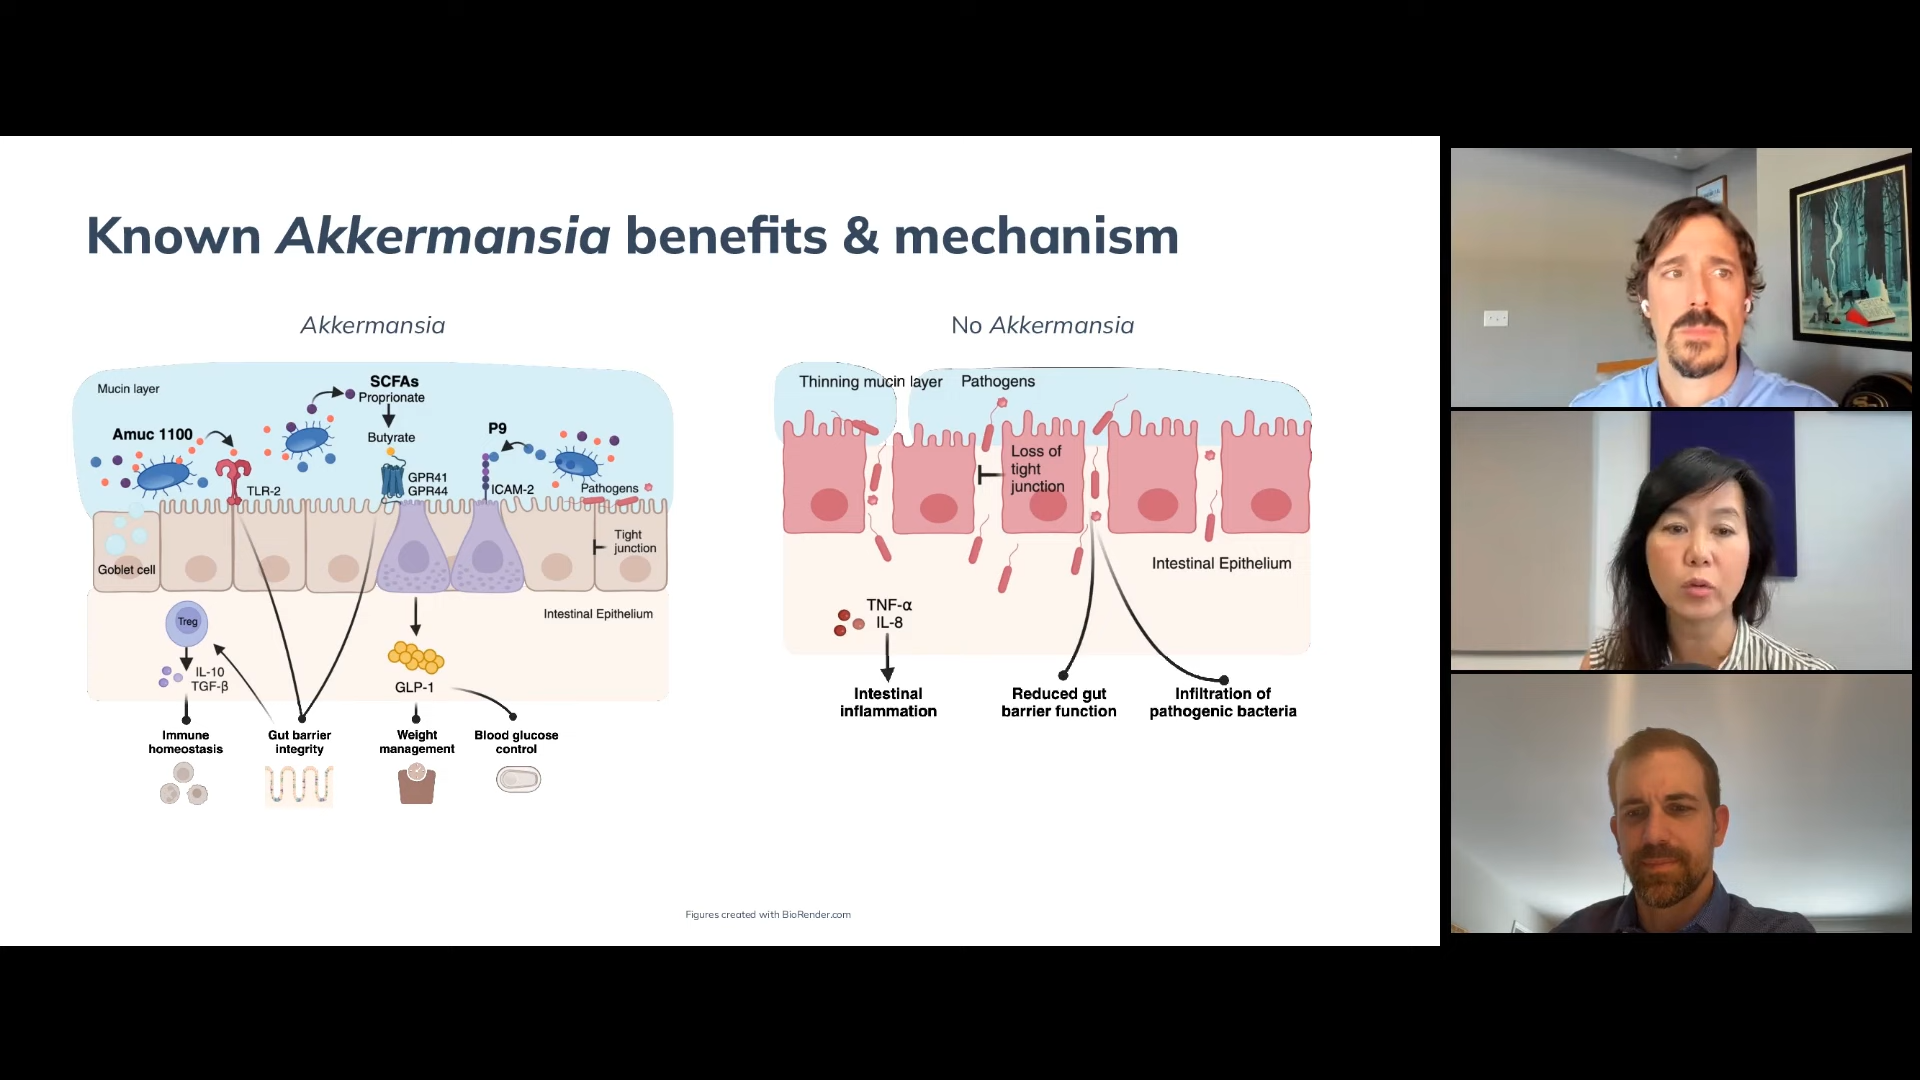 Known Akkermansia benefits & mechanism
Akkermansia
Mucin layer
SCFAs
Proprionate
Amuc 1100
Butyrate
P9
TLR-2
GPR41
GPR44
ICAM-2
Pathogens
Tight
junction
Goblet cell
Intestinal Epithelium
Treg
IL-10
TGF-β
GLP-1
Immune
homeostasis
Gut barrier
integrity
Weight
management
Blood glucose
control
No Akkermansia
Thinning mucin layer
Pathogens
Loss of
tight
junction
Intestinal Epithelium
TNF-α
IL-8
Intestinal
inflammation
Reduced gut
barrier function
Infiltration of
pathogenic bacteria
Figures created with BioRender.com